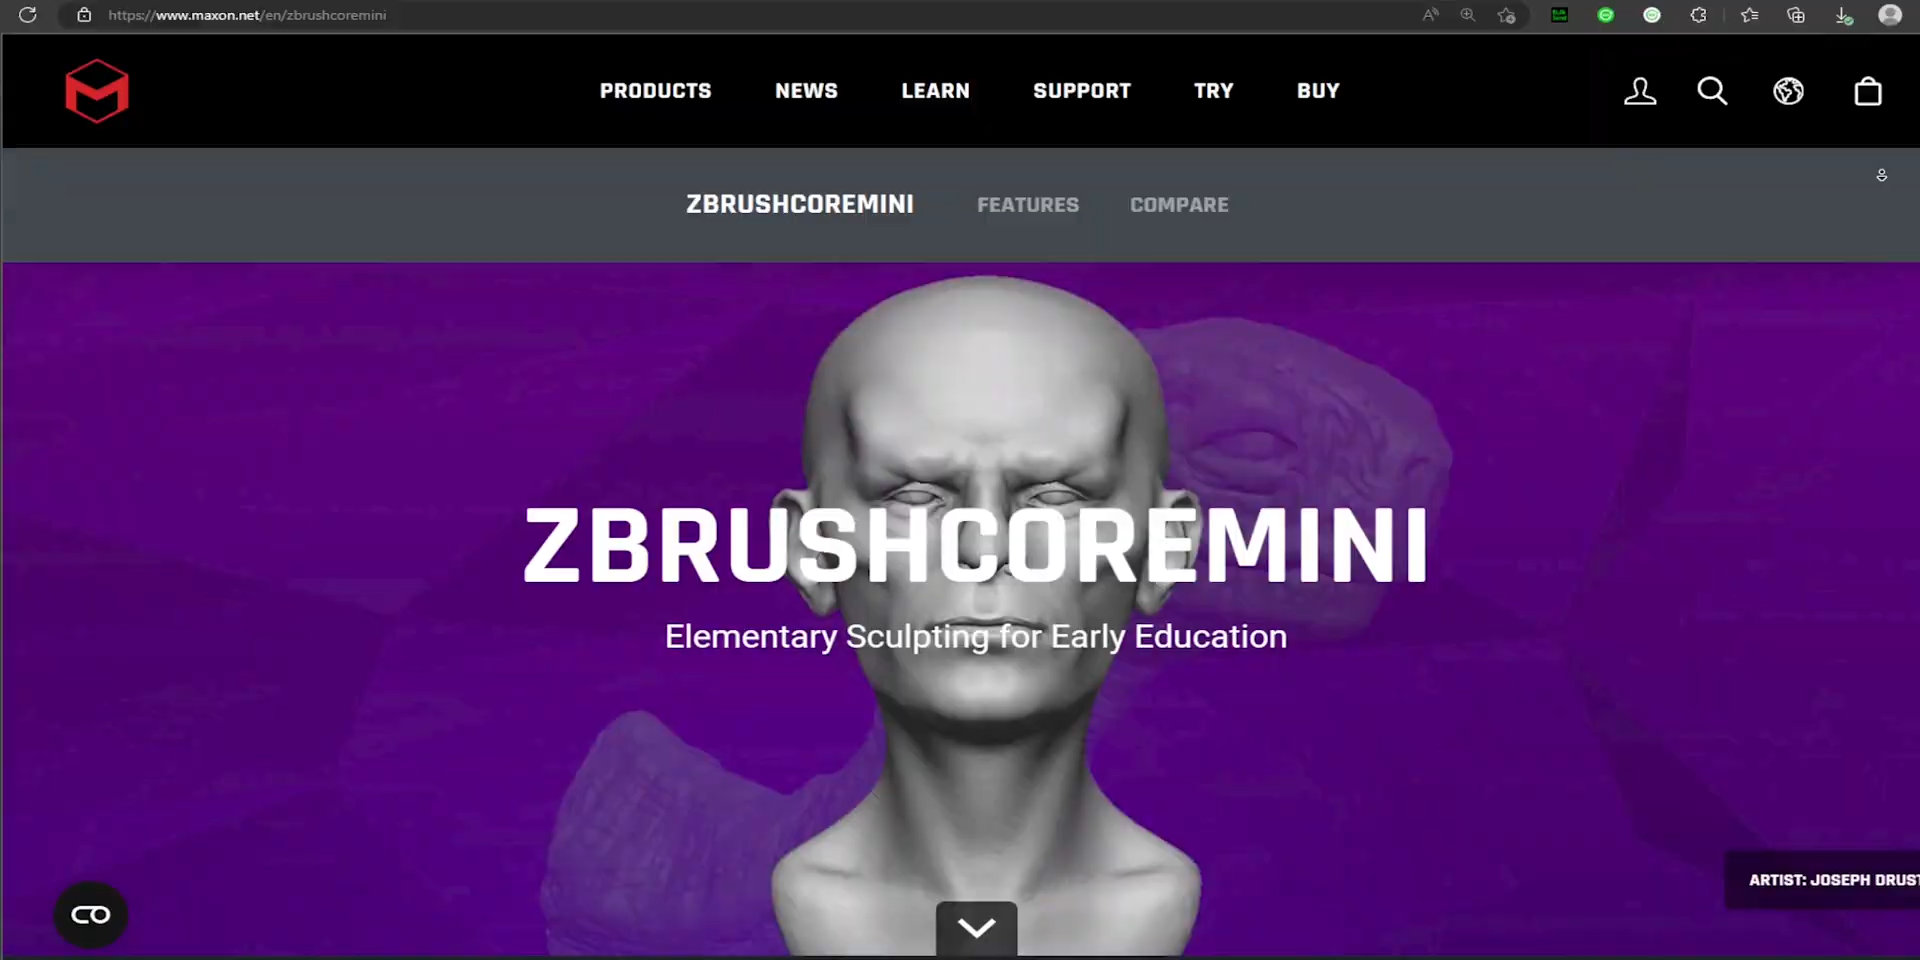 https://www.maxon.net/en/zbrushcoremini
PRODUCTS NEWS LEARN SUPPORT TRY BUY
ZBRUSHCOREMINI FEATURES COMPARE
ZBRUSHCOREMINI
Elementary Sculpting for Early Education
ARTIST: JOSEPH DRUST